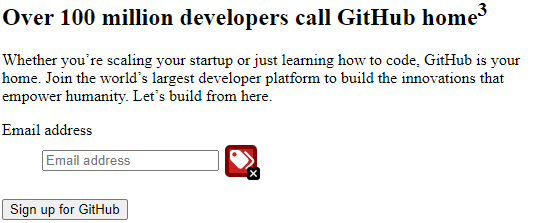 Over 100 million developers call GitHub home3
Whether you’re scaling your startup or just learning how to code, GitHub is your
home. Join the world’s largest developer platform to build the innovations that
empower humanity. Let’s build from here.
Email address
Email address
Sign up for GitHub